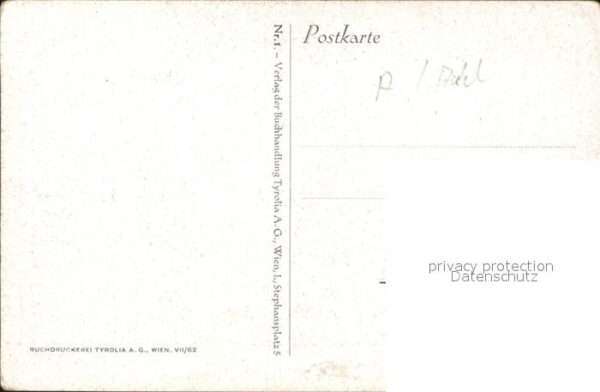 Postkarte
Nr. 1. – Verlag der Buchhandlung Tyrolia A. G., Wien, I., Stephansplatz 5
privacy protection
Datenschutz
BUCHDRUCKEREI TYROLIA A. G., WIEN, VII/62